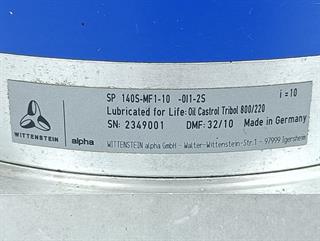 SP 140S-MF1-10 -0I1-2S i=10
Lubricated for Life: Oil Castrol Tribol 800/220
SN: 2349001 DMF: 32/10 Made in Germany
WITTENSTEIN alpha
WITTENSTEIN alpha GmbH - Walter-Wittenstein-Str.1 - 97999 Igersheim